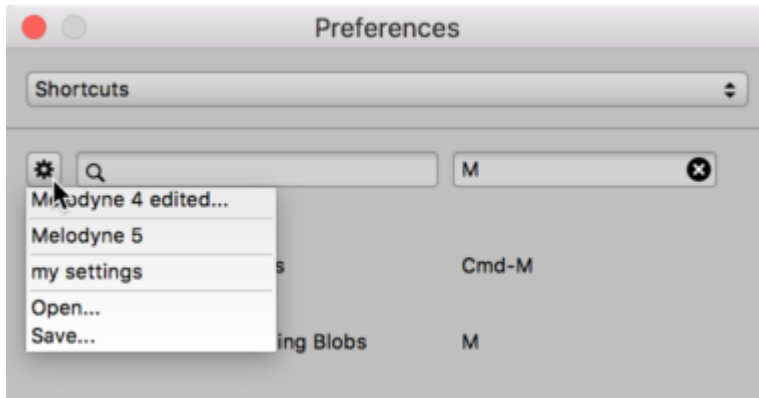 Preferences
Shortcuts
M
Melodyne 4 edited...
Melodyne 5
my settings
s Cmd-M
Open...
Save...
ing Blobs M